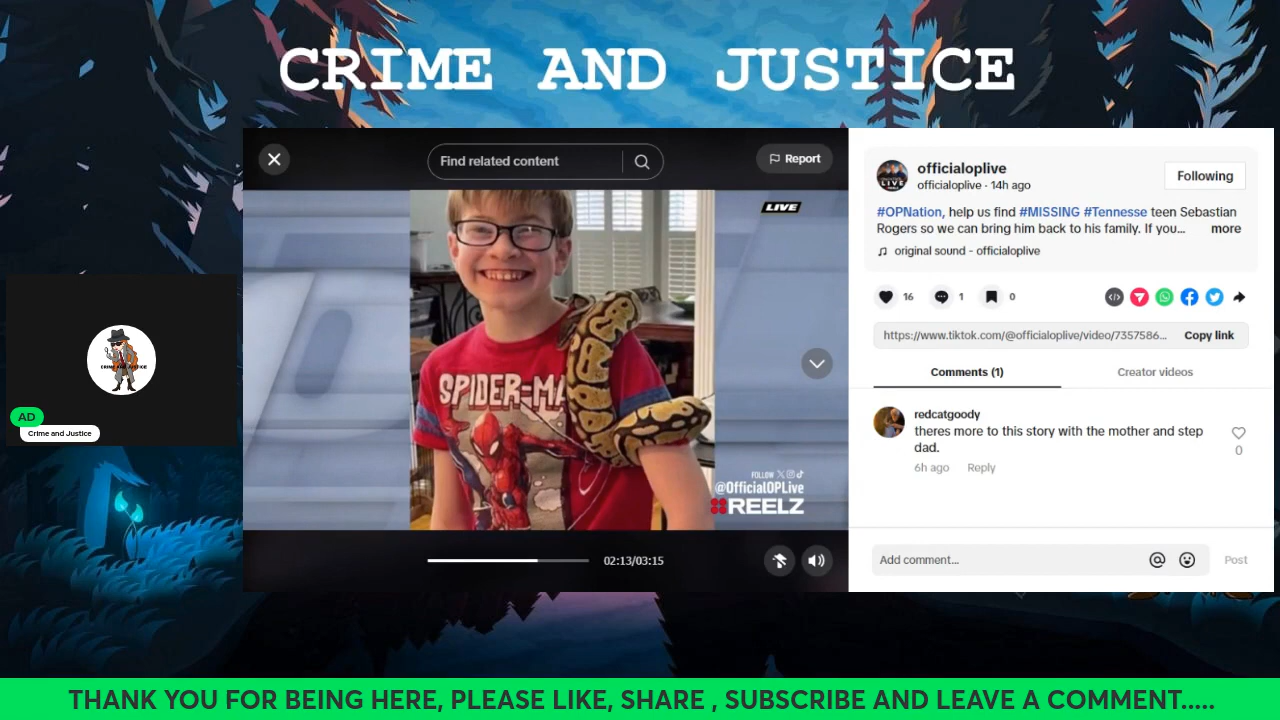 CRIME AND JUSTICE
Find related content
Report
LIVE
SPIDER-MA
FOLLOW
@OfficialOPLive
REELZ
02:13/03:15
LIVE
officialoplive
officialoplive · 14h ago
Following
#OPNation, help us find #MISSING #Tennesse teen Sebastian
Rogers so we can bring him back to his family. If you...
more
original sound - officialoplive
16
1
0
https://www.tiktok.com/@officialoplive/video/7357586...
Copy link
Comments (1)
Creator videos
redcatgoody
theres more to this story with the mother and step
dad.
6h ago
Reply
0
Add comment...
Post
CRIME AND JUSTICE
AD
Crime and Justice
THANK YOU FOR BEING HERE, PLEASE LIKE, SHARE , SUBSCRIBE AND LEAVE A COMMENT.....